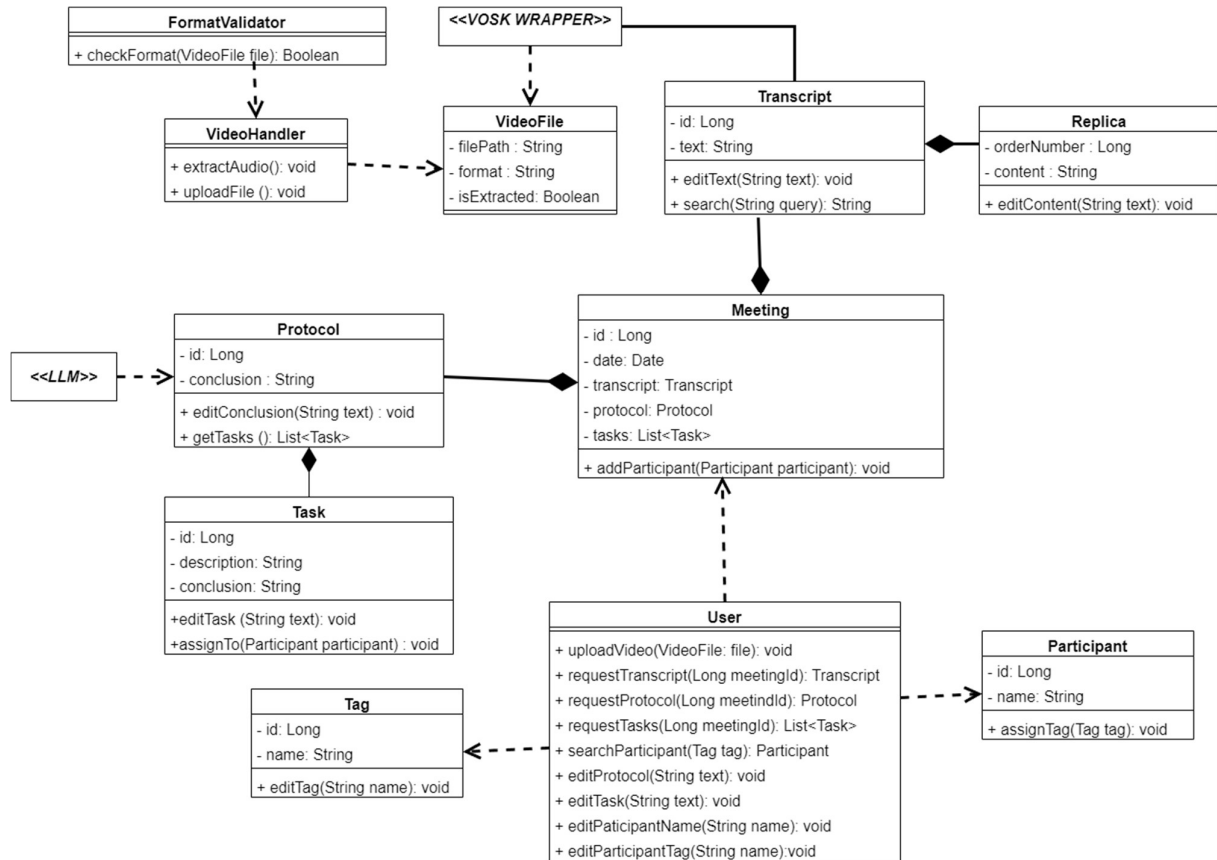 FormatValidator
+ checkFormat(VideoFile file): Boolean
<<VOSK WRAPPER>>
VideoHandler
+ extractAudio(): void
+ uploadFile (): void
VideoFile
- filePath : String
- format : String
- isExtracted: Boolean
Transcript
- id: Long
- text: String
+ editText(String text): void
+ search(String query): String
Replica
- orderNumber : Long
- content : String
+ editContent(String text): void
<<LLM>>
Protocol
- id: Long
- conclusion : String
+ editConclusion(String text) : void
+ getTasks (): List<Task>
Meeting
- id : Long
- date: Date
- transcript: Transcript
- protocol: Protocol
- tasks: List<Task>
+ addParticipant(Participant participant): void
Task
- id: Long
- description: String
- conclusion: String
+editTask (String text): void
+assignTo(Participant participant) : void
Tag
- id: Long
- name: String
+ editTag(String name): void
User
+ uploadVideo(VideoFile: file): void
+ requestTranscript(Long meetingId): Transcript
+ requestProtocol(Long meetindId): Protocol
+ requestTasks(Long meetingId): List<Task>
+ searchParticipant(Tag tag): Participant
+ editProtocol(String text): void
+ editTask(String text): void
+ editPaticipantName(String name): void
+ editParticipantTag(String name):void
Participant
- id: Long
- name: String
+ assignTag(Tag tag): void